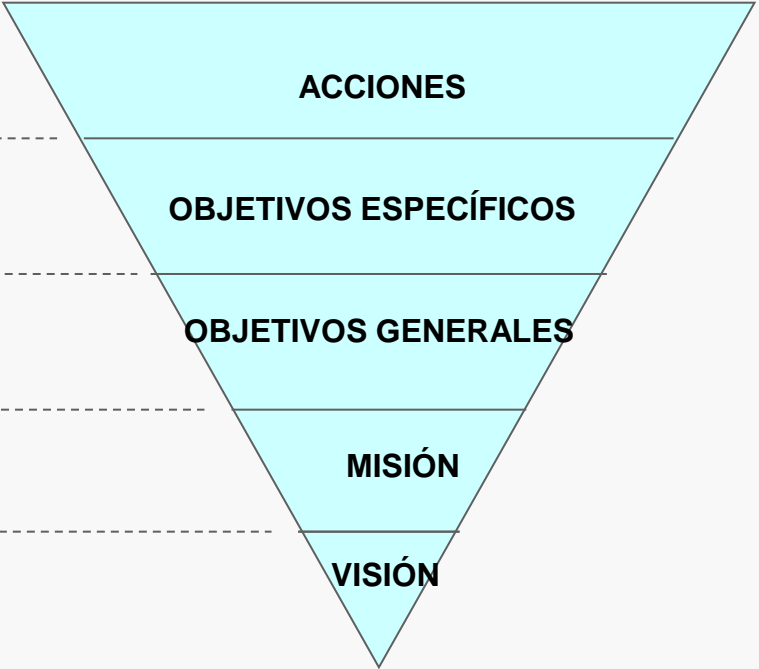 ACCIONES
OBJETIVOS ESPECÍFICOS
OBJETIVOS GENERALES
MISIÓN
VISIÓN